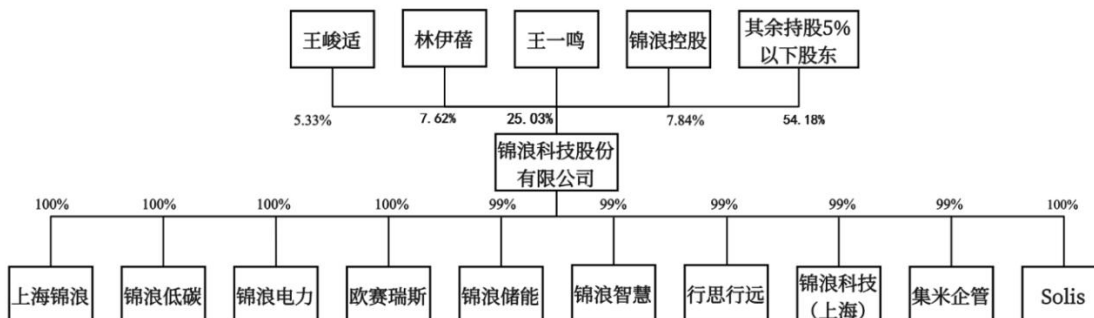 王峻适
林伊蓓
王一鸣
锦浪控股
其余持股5%
以下股东
5.33%
7.62%
25.03%
7.84%
54.18%
锦浪科技股份
有限公司
100%
100%
100%
100%
99%
99%
99%
99%
99%
100%
上海锦浪
锦浪低碳
锦浪电力
欧赛瑞斯
锦浪储能
锦浪智慧
行思行远
锦浪科技
（上海）
集米企管
Solis